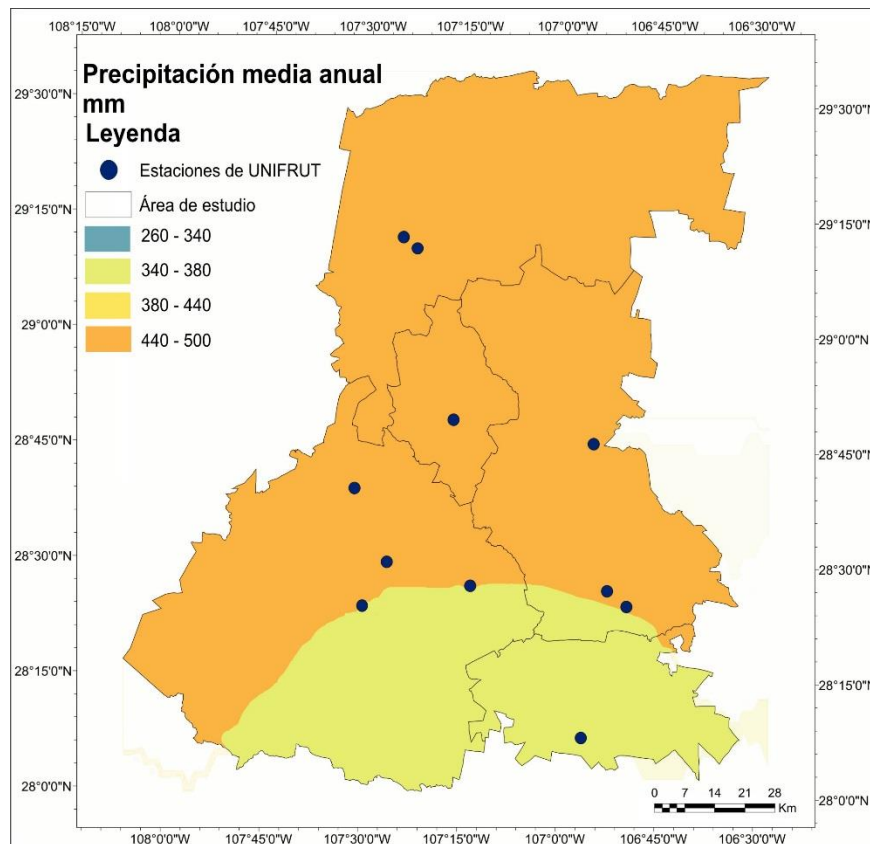 108°15'0"W 108°0'0"W 107°45'0"W 107°30'0"W 107°15'0"W 107°0'0"W 106°45'0"W 106°30'0"W
Precipitación media anual
mm
Leyenda
Estaciones de UNIFRUT
Área de estudio
260 - 340
340 - 380
380 - 440
440 - 500
29°30'0"N
29°15'0"N
29°0'0"N
28°45'0"N
28°30'0"N
28°15'0"N
28°0'0"N
29°30'0"N
29°15'0"N
29°0'0"N
28°45'0"N
28°30'0"N
28°15'0"N
28°0'0"N
0 7 14 21 28
Km
108°0'0"W 107°45'0"W 107°30'0"W 107°15'0"W 107°0'0"W 106°45'0"W 106°30'0"W